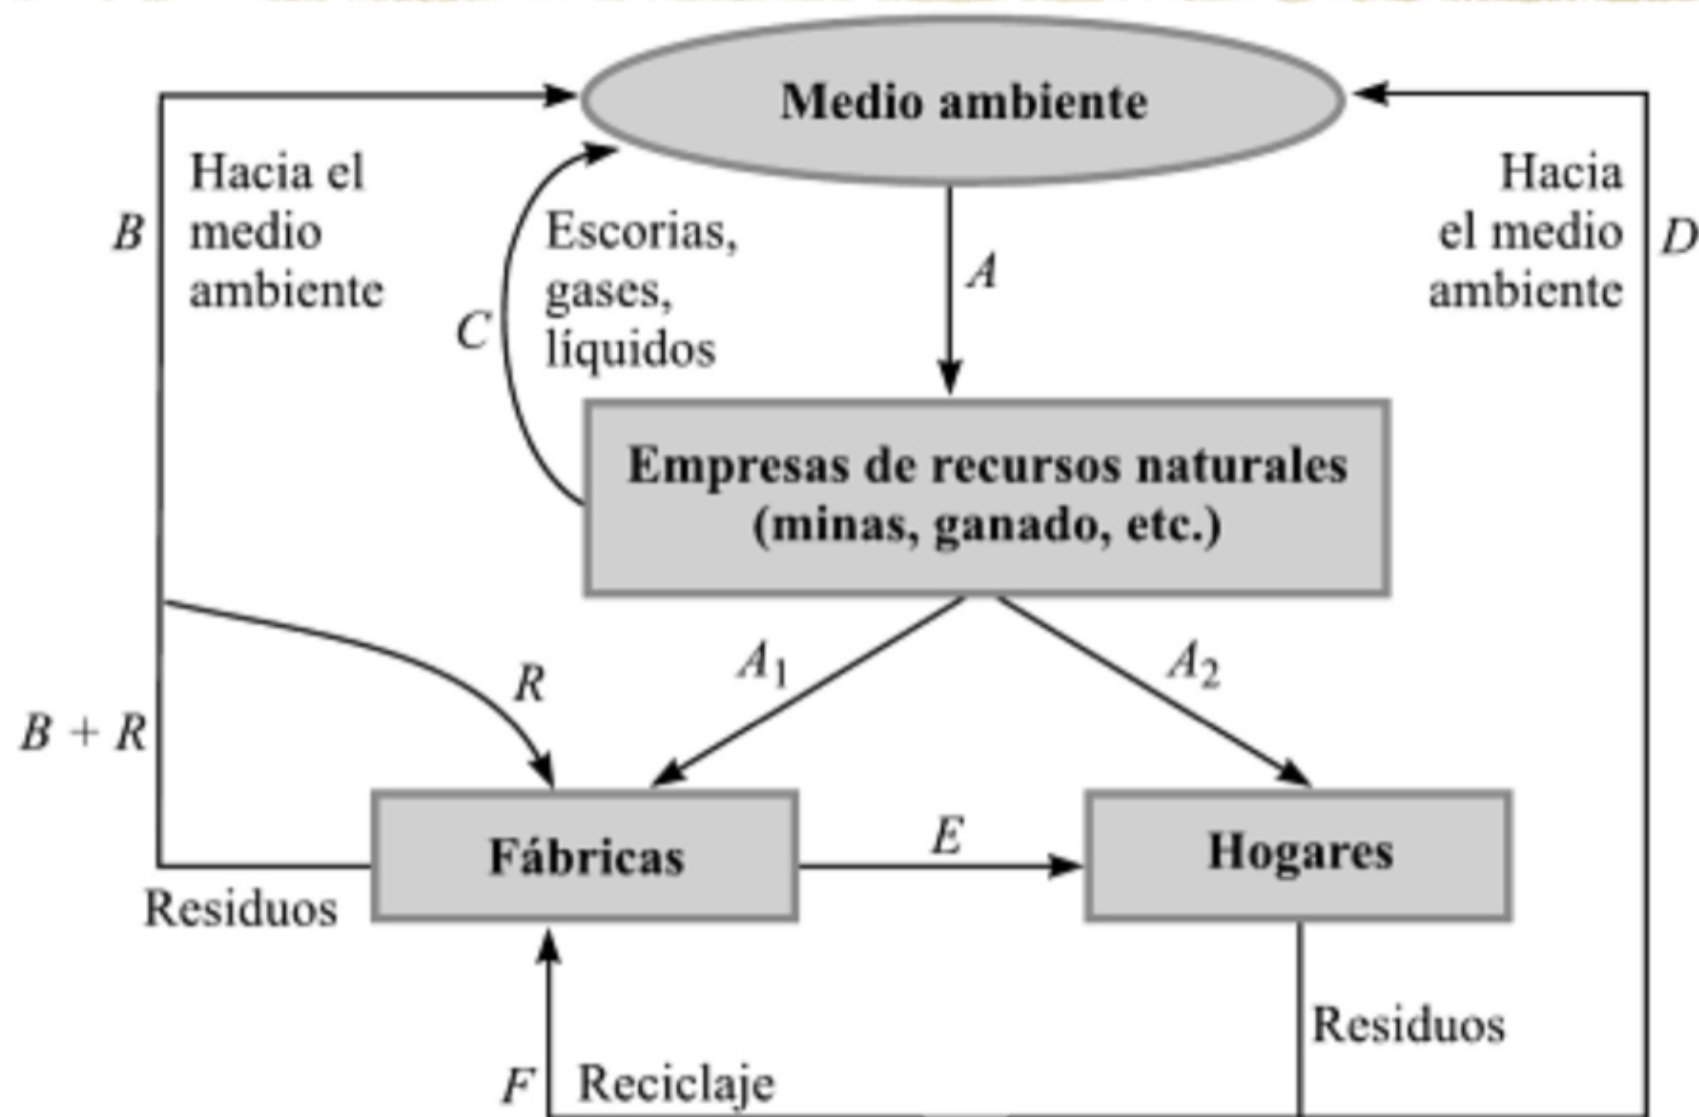 Medio ambiente
Hacia el
medio
ambiente
B
Escorias,
gases,
líquidos
C
A
Hacia
el medio
ambiente
D
Empresas de recursos naturales
(minas, ganado, etc.)
A1
A2
R
B + R
Fábricas
E
Hogares
Residuos
Residuos
F
Reciclaje